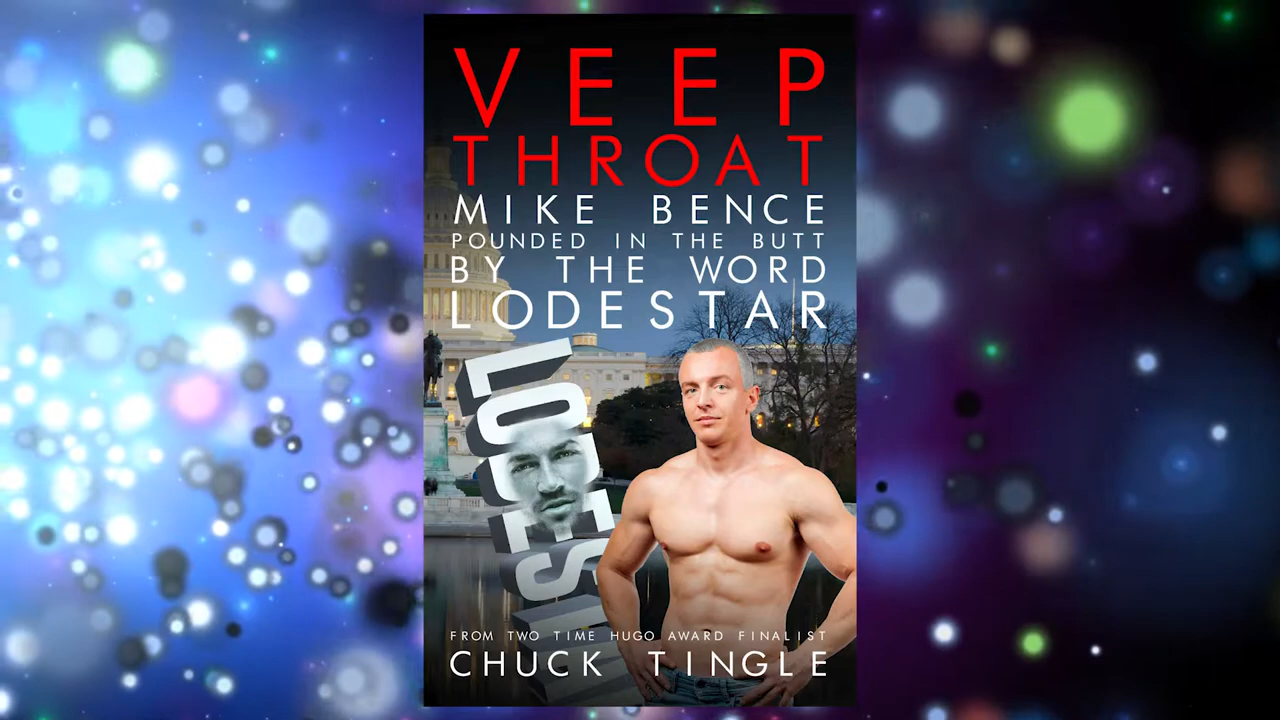 VEEP
THROAT
MIKE BENCE
POUNDED IN THE BUTT
BY THE WORD
LODESTAR
LODEST
FROM TWO TIME HUGO AWARD FINALIST
CHUCK TINGLE